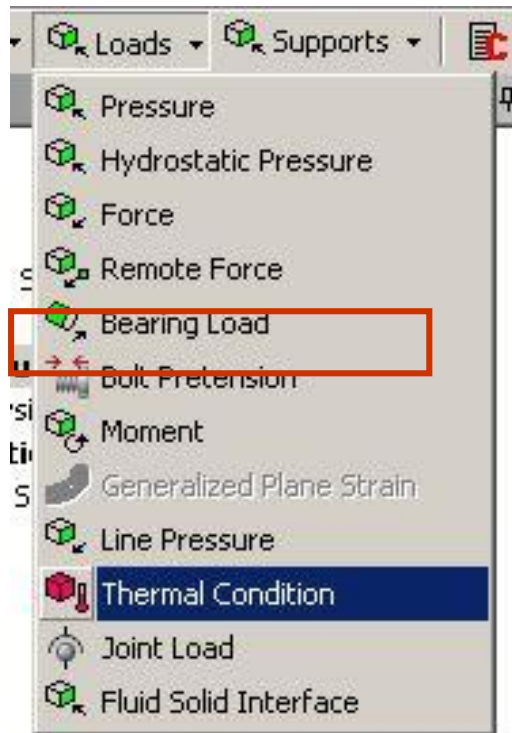 Loads Supports
Pressure
Hydrostatic Pressure
Force
Remote Force
Bearing Load
Bolt Pretension
Moment
Generalized Plane Strain
Line Pressure
Thermal Condition
Joint Load
Fluid Solid Interface